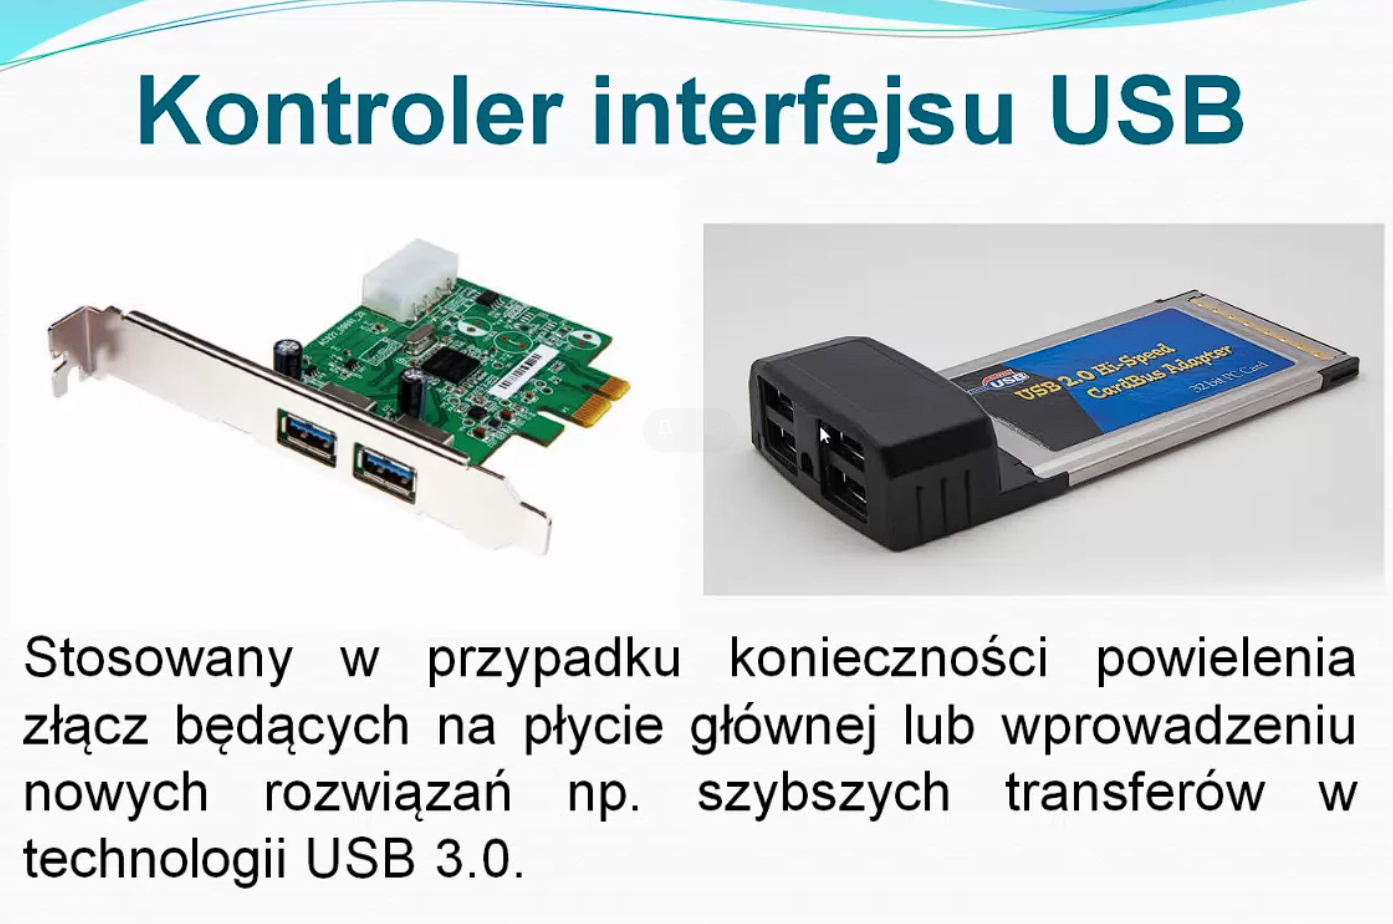 Kontroler interfejsu USB
USB
USB 2.0 Hi-Speed
CardBus Adapter
32 bit PC Card
Stosowany w przypadku konieczności powielenia
złącz będących na płycie głównej lub wprowadzeniu
nowych rozwiązań np. szybszych transferów w
technologii USB 3.0.